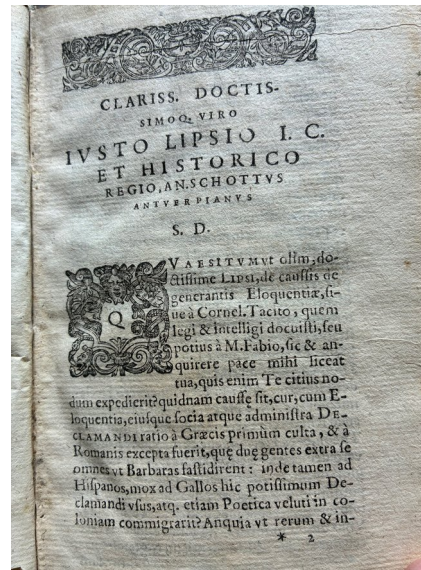 CLARISS. DOCTIS-
SIMOQ. VIRO
IVSTO LIPSIO I. C.
ET HISTORICO
REGIO, AN. SCHOTTVS
ANTVERPIANVS
S. D.
QVAESITVM vt olim, do-
ctissime LIPSI, de caussis de
generantis Eloquentiæ, si-
ue à Cornel. Tacito, quem
legi & intelligi docuisti, seu
potius à M. Fabio, sic & an-
quirere pace mihi liceat
tua, quis enim Te citius no-
dum expedierit? quidnam caussę sit, cur, cum E-
loquentia, eiusque socia atque administra DE-
CLAMANDI ratio à Græcis primùm culta, & à
Romanis excepta fuerit, quę duę gentes extra se
omnes vt Barbaras fastidirent: inde tamen ad
Hispanos, mox ad Gallos hic potissimum De-
clamandi vsus, atq. etiam Poetica veluti in co-
loniam commigrarit? An quia vt rerum & in-
* 2